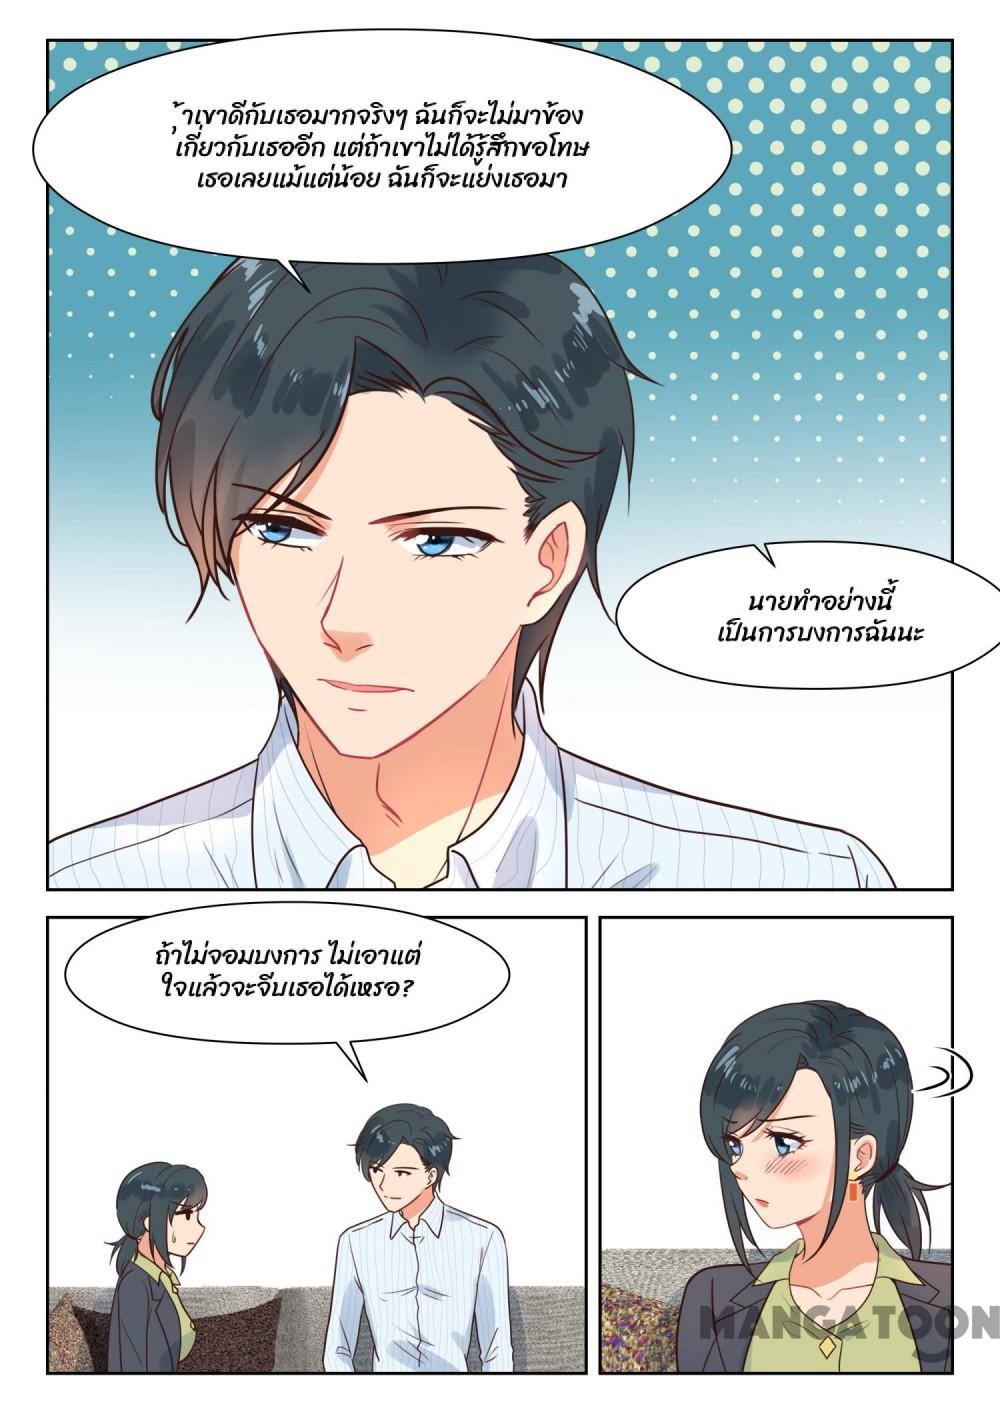 ้าเขาดีกับเธอมากจริงๆ ฉันก็จะไม่มาข้อง
เกี่ยวกับเธออีก แต่ถ้าเขาไม่ได้รู้สึกขอโทษ
เธอเลยแม้แต่น้อย ฉันก็จะแย่งเธอมา
นายทำอย่างนี้
เป็นการบงการฉันนะ
ถ้าไม่จอมบงการ ไม่เอาแต่
ใจแล้วจะจีบเธอได้เหรอ?
MANGATOON